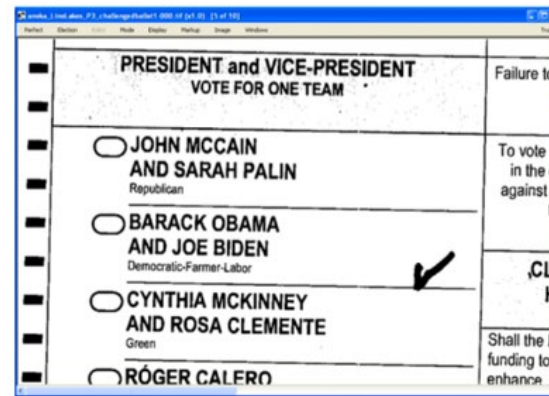 PRESIDENT and VICE-PRESIDENT
VOTE FOR ONE TEAM
JOHN MCCAIN
AND SARAH PALIN
Republican
BARACK OBAMA
AND JOE BIDEN
Democratic-Farmer-Labor
CYNTHIA MCKINNEY
AND ROSA CLEMENTE
Green
RÓGER CALERO
Failure to
To vote
in the
against
Shall the
funding to
enhance